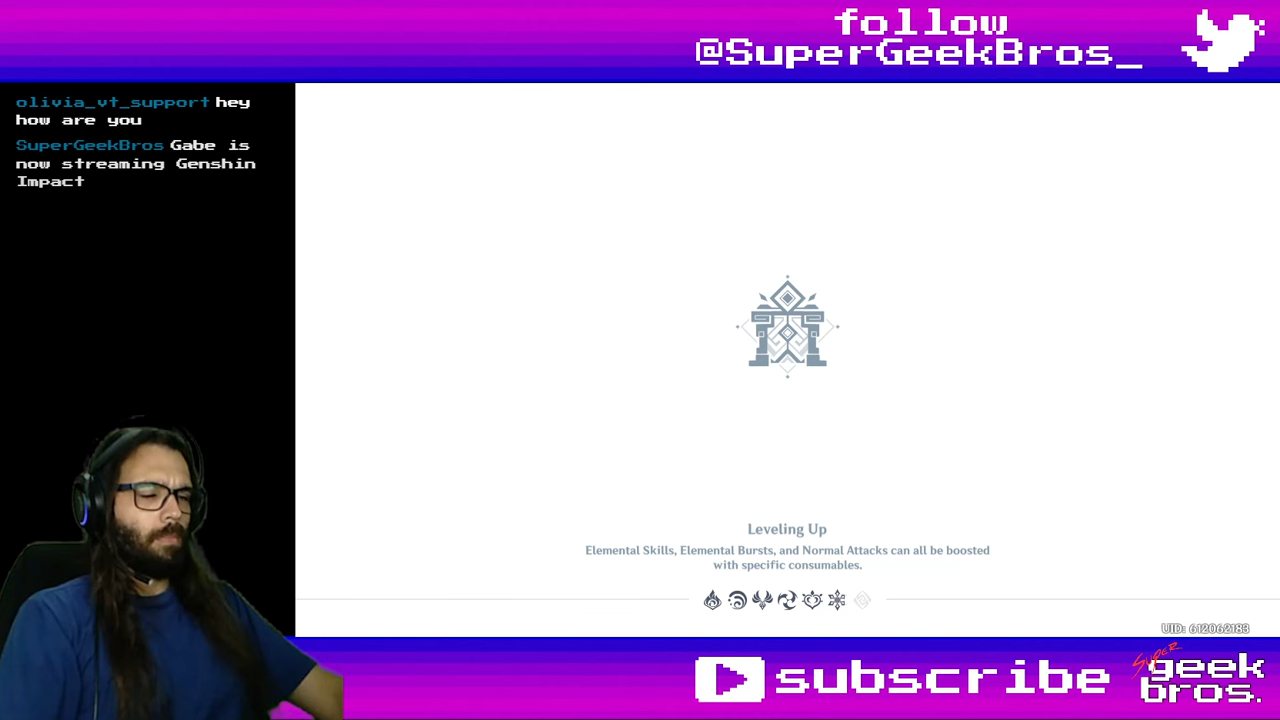 follow
@SuperGeekBros_
olivia_vt_support hey
how are you
SuperGeekBros Gabe is
now streaming Genshin
Impact
Leveling Up
Elemental Skills, Elemental Bursts, and Normal Attacks can all be boosted
with specific consumables.
UID: 612062183
subscribe
SUPER
geek
bros.